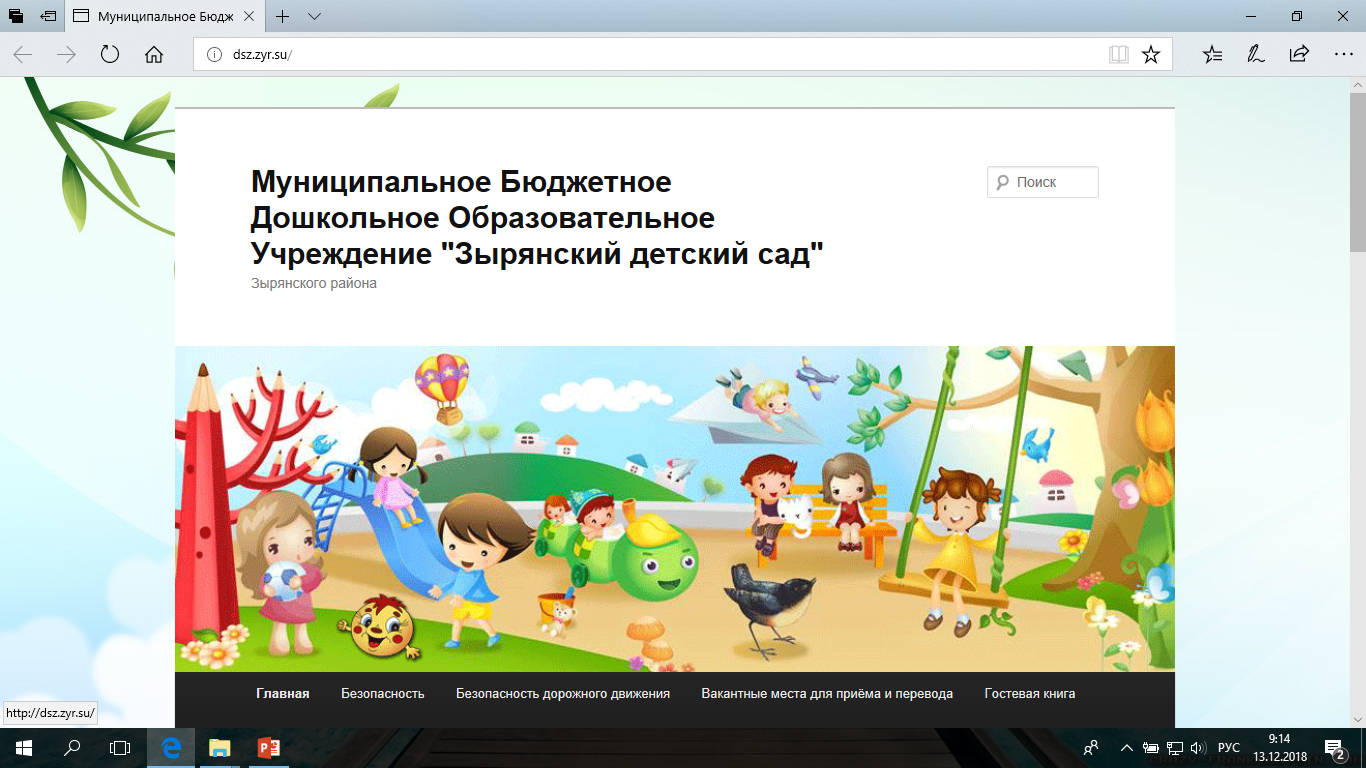 Муниципальное Бюдж
dsz.zyr.su/
Муниципальное Бюджетное
Дошкольное Образовательное
Учреждение "Зырянский детский сад"
Зырянского района
Поиск
Главная Безопасность Безопасность дорожного движения Вакантные места для приёма и перевода Гостевая книга
http://dsz.zyr.su/
РУС
9:14
13.12.2018
2